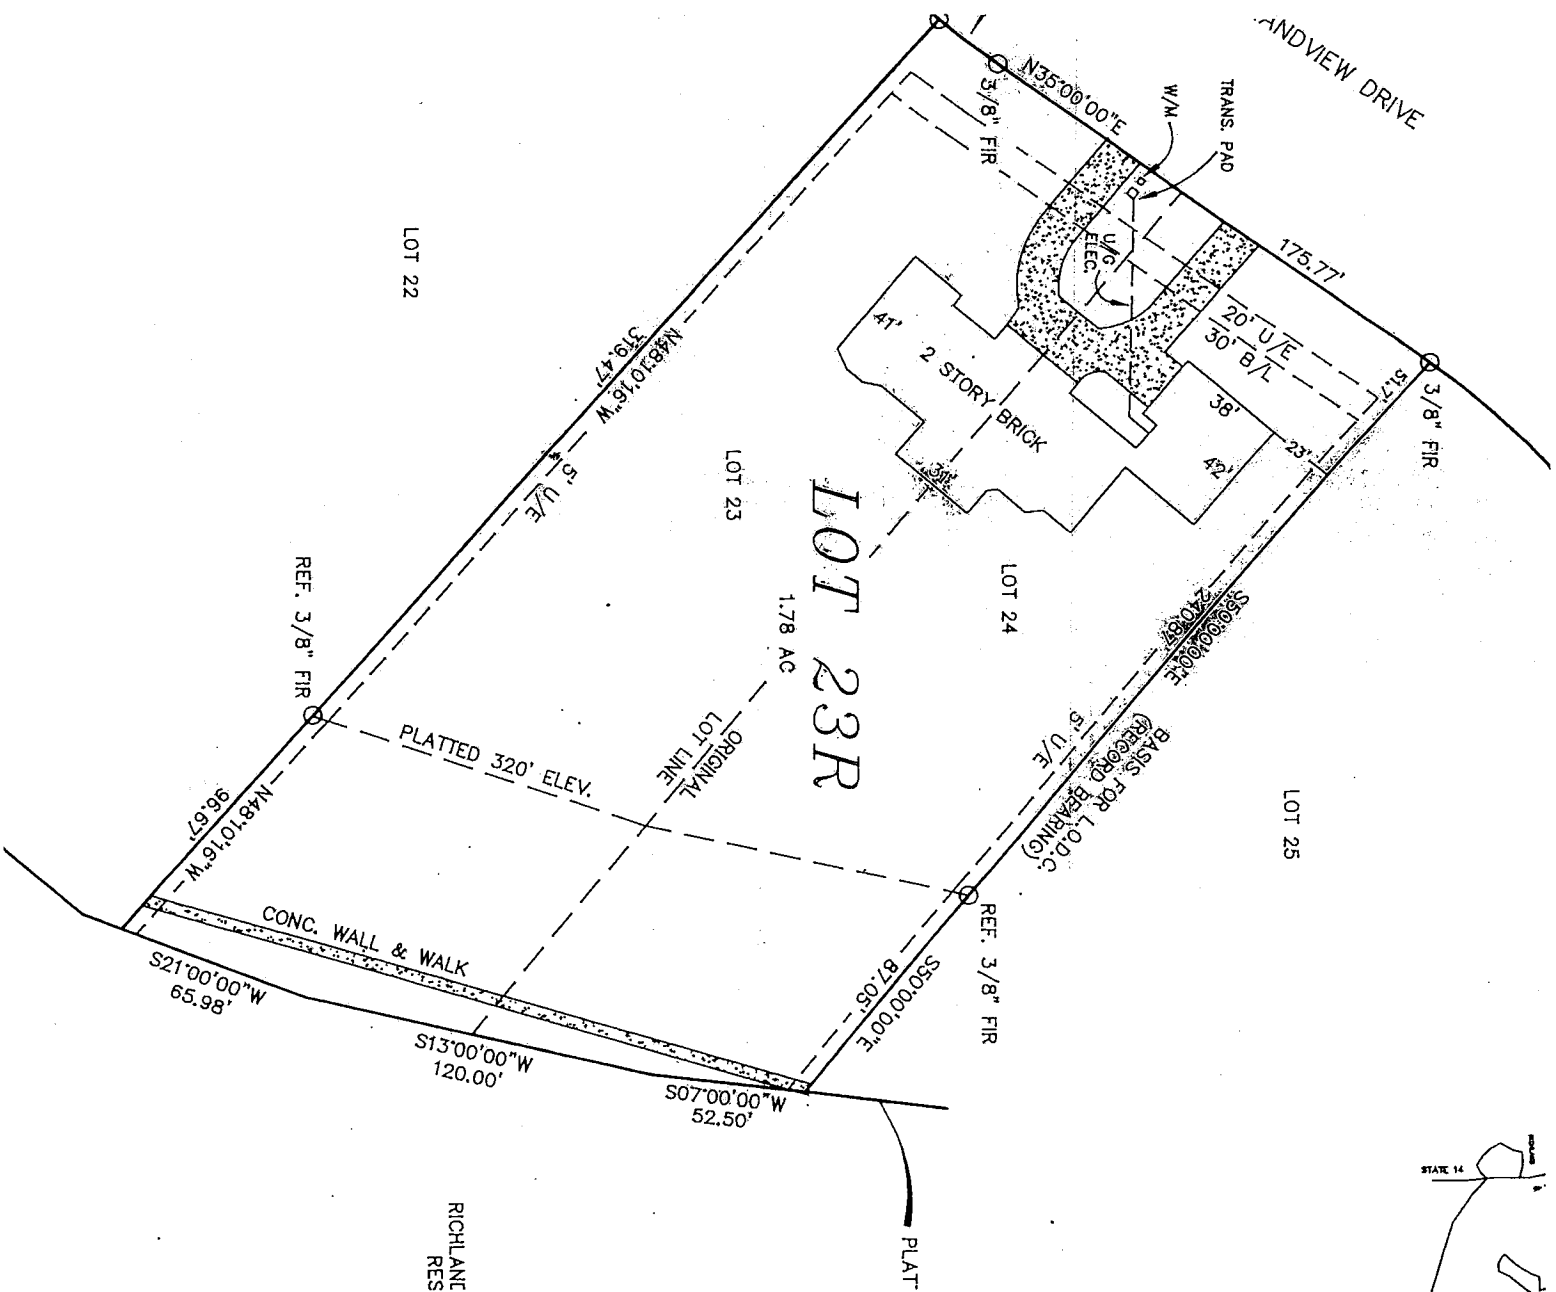 ANDVIEW DRIVE
N35°00'00"E
3/8" FIR
W/M
TRANS. PAD
175.77'
U/G
ELEC.
20' U/E
30' B/L
51.7'
3/8" FIR
41'
2 STORY BRICK
38'
42'
23'
31'
LOT 22
N48°10'16"W
319.47'
5' U/E
LOT 23
LOT 24
LOT 23R
1.78 AC
S50°00'00"E
240.87'
5' U/E
BASIS FOR L.O.D.C.
(RECORD BEARING)
LOT 25
REF. 3/8" FIR
PLATTED 320' ELEV.
ORIGINAL
LOT LINE
N48°10'16"W
96.67'
REF. 3/8" FIR
S50°00'00"E
87.05'
CONC. WALL & WALK
S21°00'00"W
65.98'
S13°00'00"W
120.00'
S07°00'00"W
52.50'
PLAT
RICHLAND
RES
STATE 14